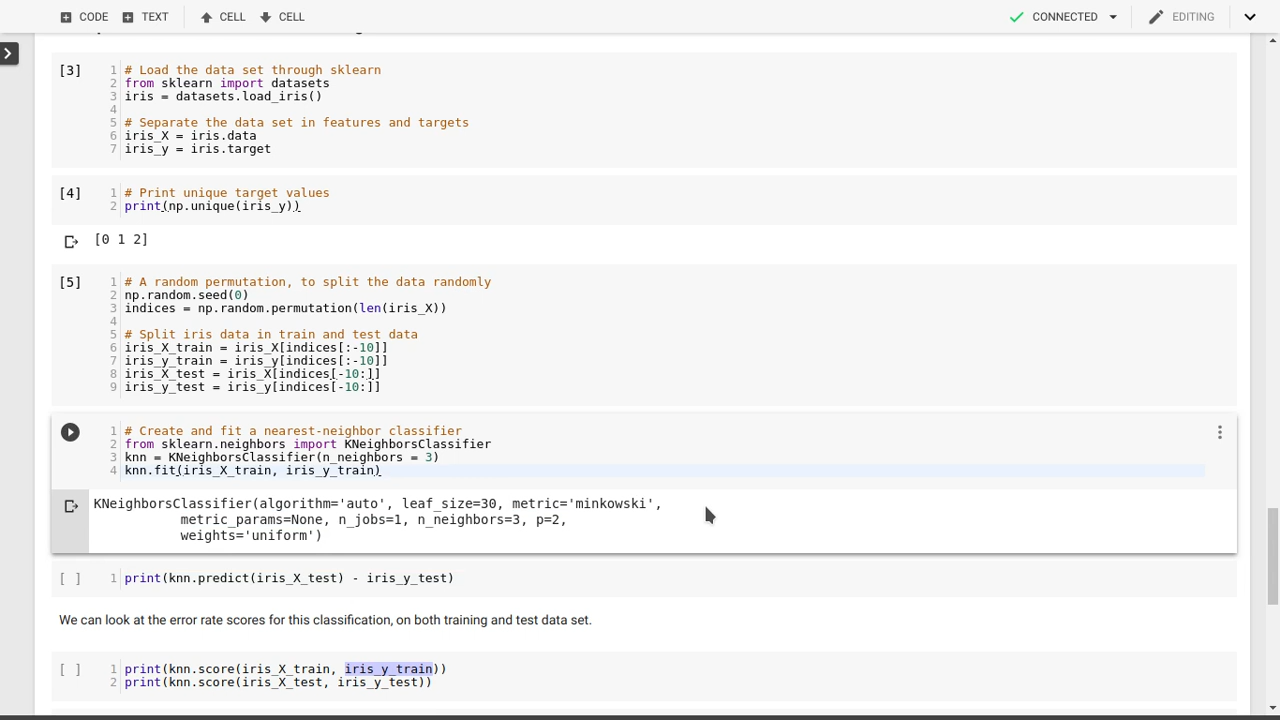 CODE TEXT CELL CELL CONNECTED EDITING
[3] 1 # Load the data set through sklearn
2 from sklearn import datasets
3 iris = datasets.load_iris()
4
5 # Separate the data set in features and targets
6 iris_X = iris.data
7 iris_y = iris.target
[4] 1 # Print unique target values
2 print(np.unique(iris_y))
[0 1 2]
[5] 1 # A random permutation, to split the data randomly
2 np.random.seed(0)
3 indices = np.random.permutation(len(iris_X))
4
5 # Split iris data in train and test data
6 iris_X_train = iris_X[indices[:-10]]
7 iris_y_train = iris_y[indices[:-10]]
8 iris_X_test = iris_X[indices[-10:]]
9 iris_y_test = iris_y[indices[-10:]]
1 # Create and fit a nearest-neighbor classifier
2 from sklearn.neighbors import KNeighborsClassifier
3 knn = KNeighborsClassifier(n_neighbors = 3)
4 knn.fit(iris_X_train, iris_y_train)
KNeighborsClassifier(algorithm='auto', leaf_size=30, metric='minkowski',
metric_params=None, n_jobs=1, n_neighbors=3, p=2,
weights='uniform')
[ ] 1 print(knn.predict(iris_X_test) - iris_y_test)
We can look at the error rate scores for this classification, on both training and test data set.
[ ] 1 print(knn.score(iris_X_train, iris_y_train))
2 print(knn.score(iris_X_test, iris_y_test))